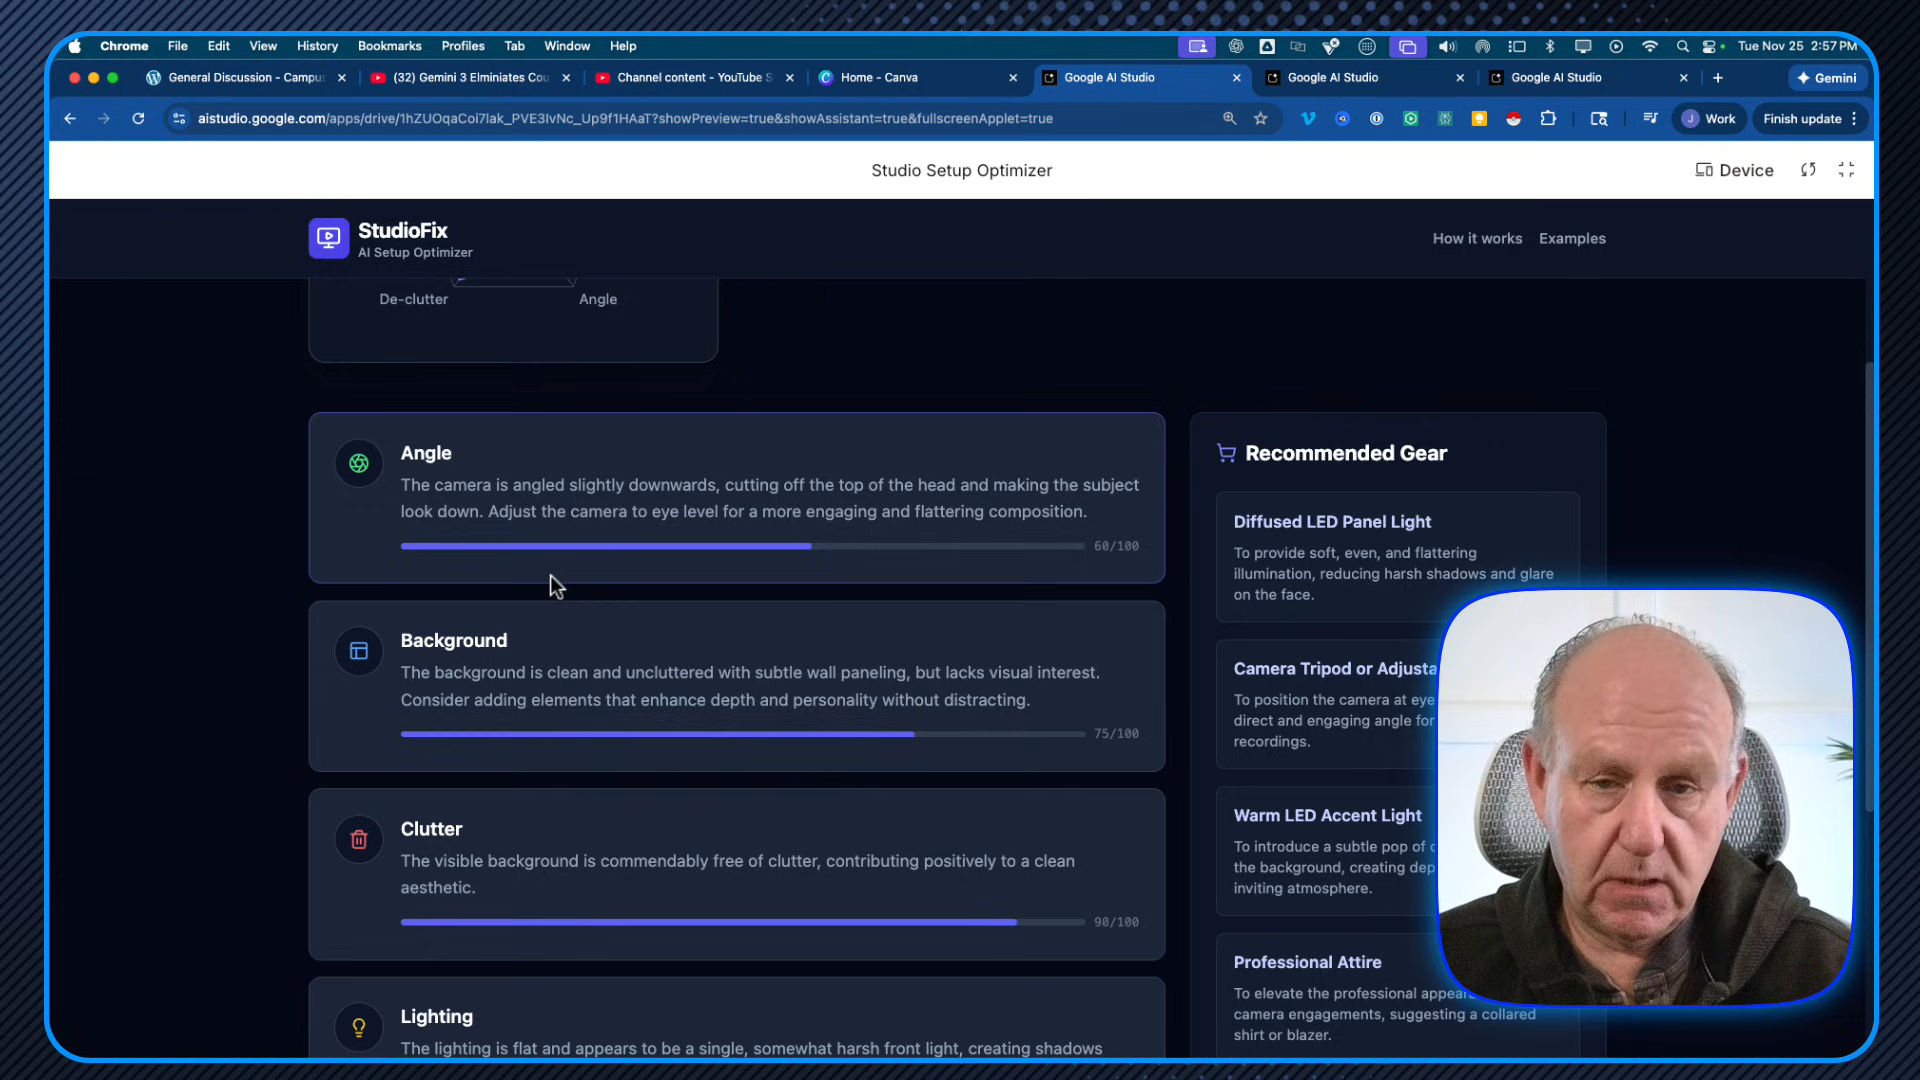 Chrome File Edit View History Bookmarks Profiles Tab Window Help
Tue Nov 25 2:57 PM
General Discussion - Campus
(32) Gemini 3 Elminiates Cou
Channel content - YouTube S
Home - Canva
Google AI Studio
Google AI Studio
Google AI Studio
Gemini
aistudio.google.com/apps/drive/1hZUOqaCoi7lak_PVE3IvNc_Up9f1HAaT?showPreview=true&showAssistant=true&fullscreenApplet=true
J Work
Finish update
Studio Setup Optimizer
Device
StudioFix
AI Setup Optimizer
How it works Examples
De-clutter
Angle
Angle
The camera is angled slightly downwards, cutting off the top of the head and making the subject
look down. Adjust the camera to eye level for a more engaging and flattering composition.
60/100
Background
The background is clean and uncluttered with subtle wall paneling, but lacks visual interest.
Consider adding elements that enhance depth and personality without distracting.
75/100
Clutter
The visible background is commendably free of clutter, contributing positively to a clean
aesthetic.
90/100
Lighting
The lighting is flat and appears to be a single, somewhat harsh front light, creating shadows
Recommended Gear
Diffused LED Panel Light
To provide soft, even, and flattering
illumination, reducing harsh shadows and glare
on the face.
Camera Tripod or Adjusta
To position the camera at eye
direct and engaging angle for
recordings.
Warm LED Accent Light
To introduce a subtle pop of
the background, creating dep
inviting atmosphere.
Professional Attire
To elevate the professional appea
camera engagements, suggesting a collared
shirt or blazer.